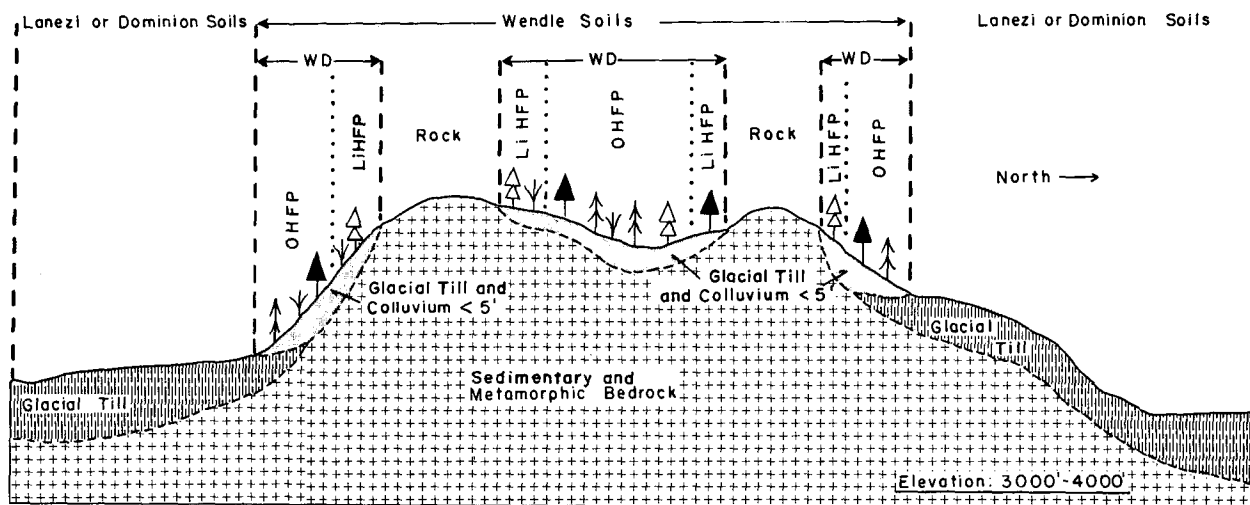 Lanezi or Dominion Soils
Wendle Soils
Lanezi or Dominion Soils
WD
WD
WD
OHFP
LiHFP
Rock
LiHFP
OHFP
LiHFP
Rock
LiHFP
OHFP
North
Glacial Till and
Colluvium < 5'
Glacial Till
and Colluvium < 5'
Glacial
Till
Glacial Till
Sedimentary and
Metamorphic Bedrock
Elevation: 3000'-4000'